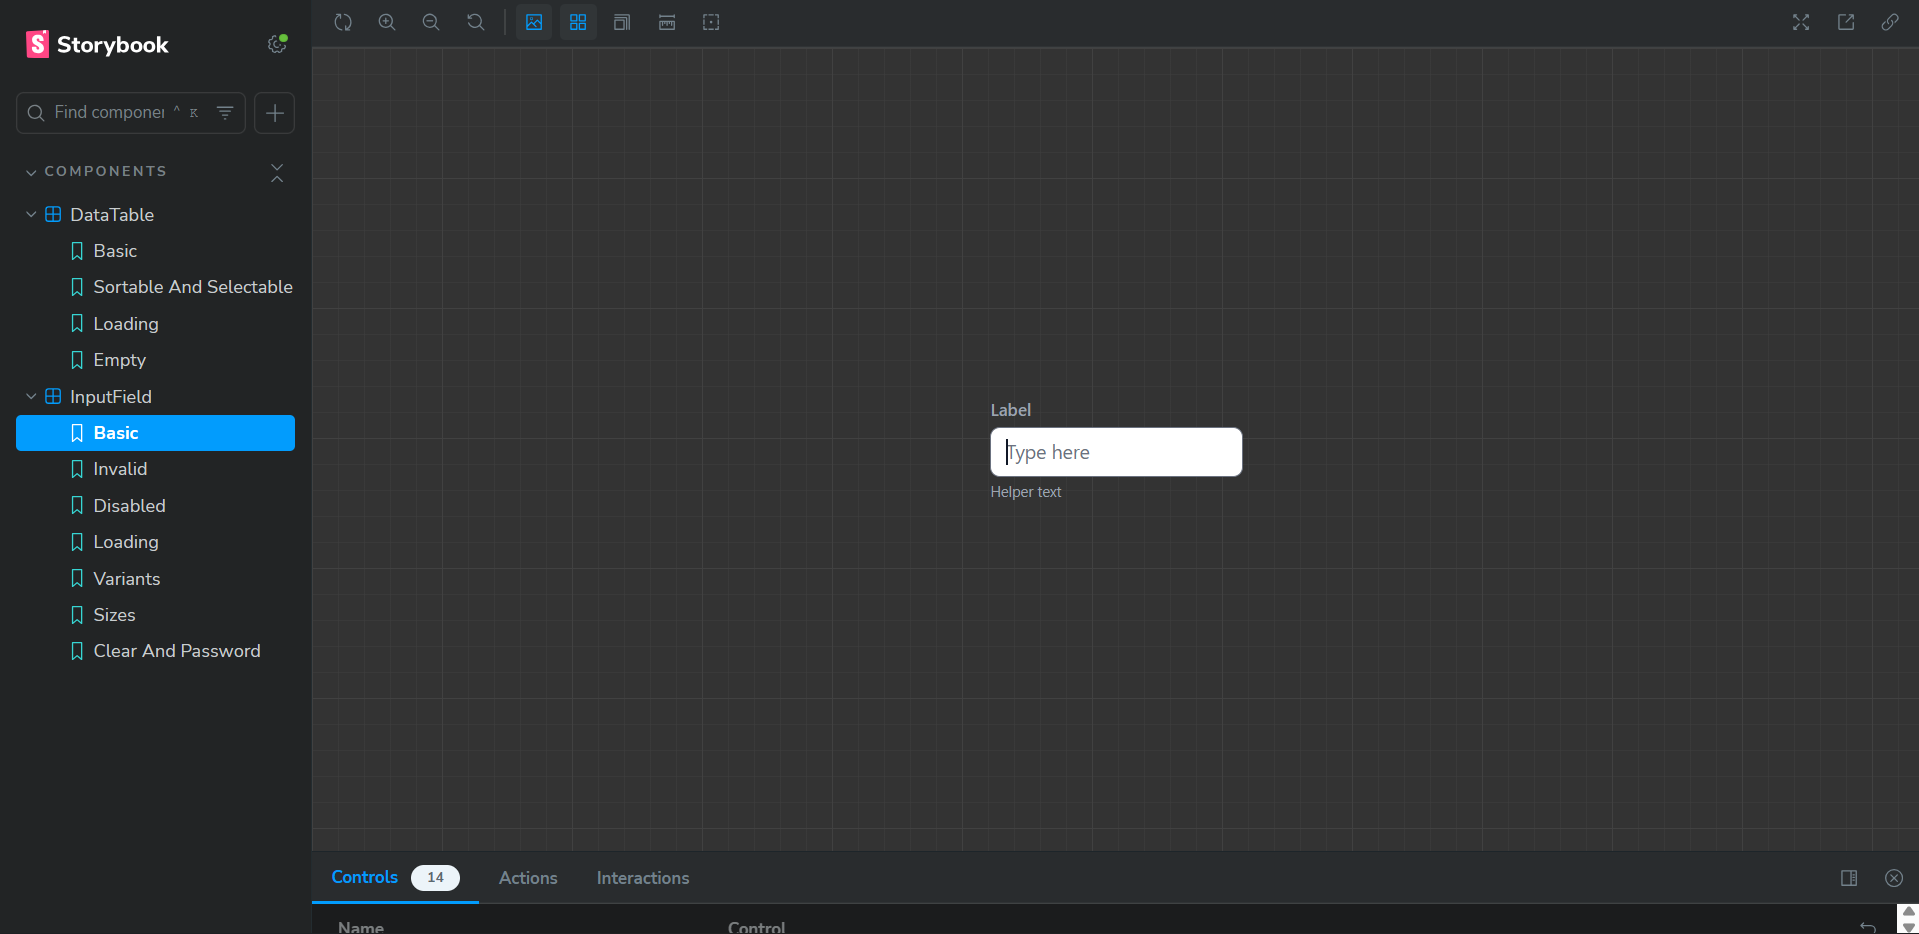 Storybook
Find componer ^ K
COMPONENTS
DataTable
Basic
Sortable And Selectable
Loading
Empty
InputField
Basic
Invalid
Disabled
Loading
Variants
Sizes
Clear And Password
Label
Type here
Helper text
Controls 14 Actions Interactions
Name Control